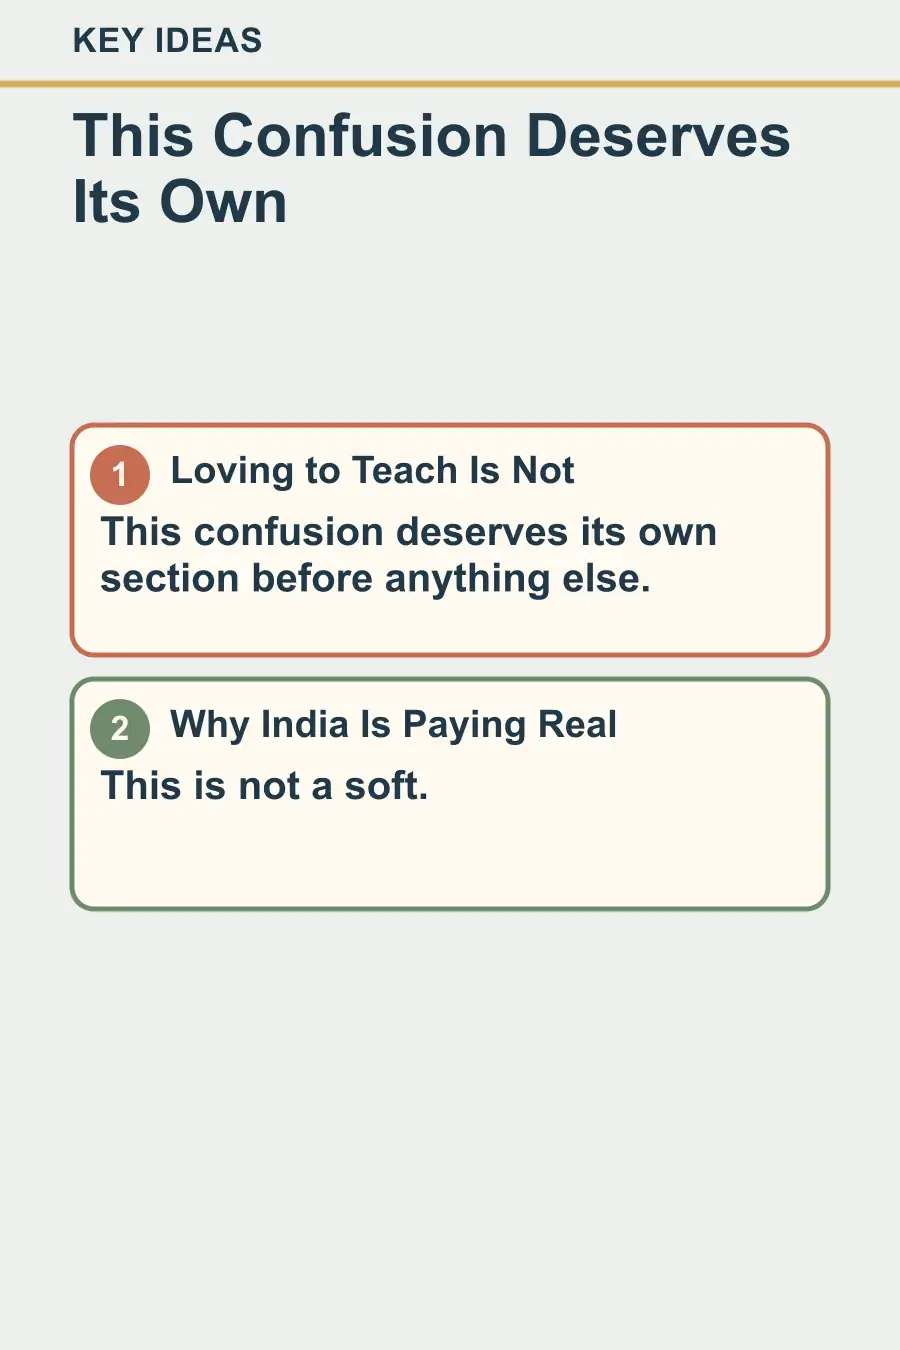 KEY IDEAS
This Confusion Deserves
Its Own
1 Loving to Teach Is Not
This confusion deserves its own
section before anything else.
2 Why India Is Paying Real
This is not a soft.